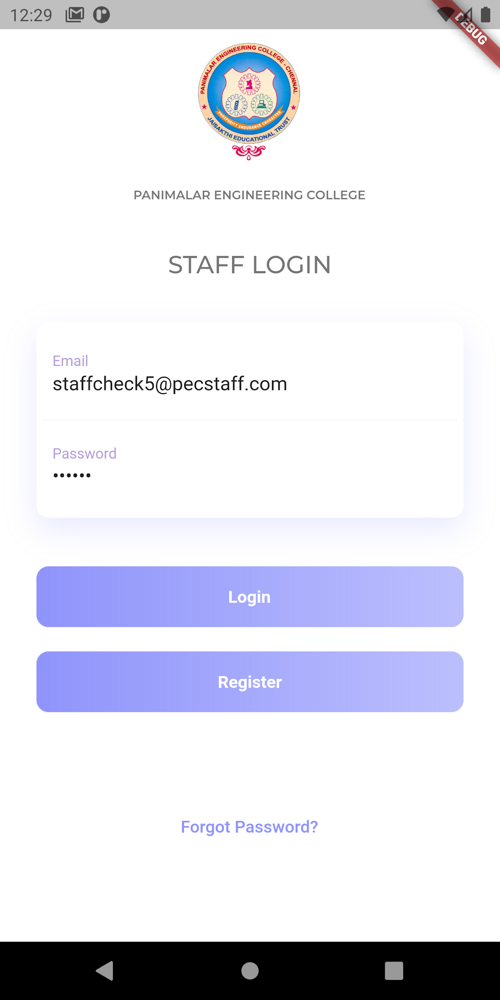 12:29
DEBUG
PANIMALAR ENGINEERING COLLEGE - CHENNAI.
PROSPERITY ENDURANCE CHARACTER
JAISAKTHI EDUCATIONAL TRUST
PANIMALAR ENGINEERING COLLEGE
STAFF LOGIN
Email
staffcheck5@pecstaff.com
Password
••••••
Login
Register
Forgot Password?